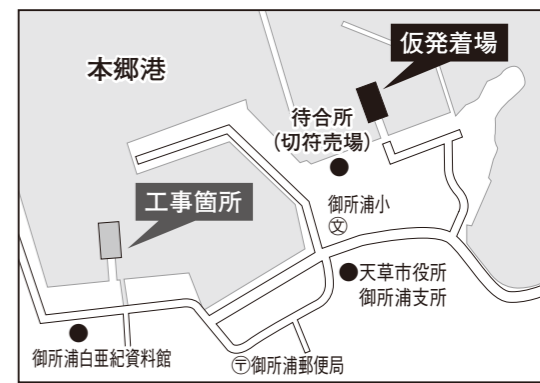 仮発着場
本郷港
待合所
(切符売場)
工事箇所
御所浦小
文
天草市役所
御所浦支所
御所浦白亜紀資料館
〒御所浦郵便局